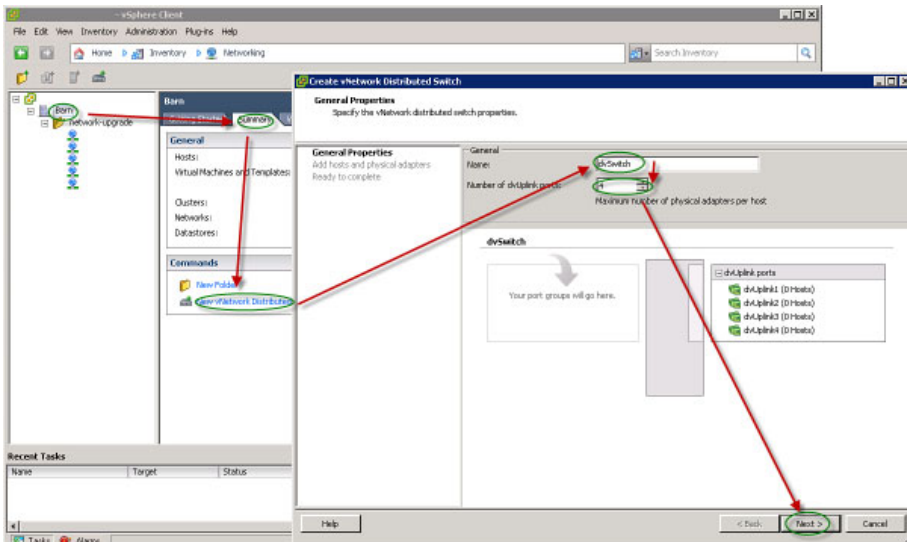 - vSphere Client
File Edit View Inventory Administration Plug-ins Help
Home Inventory Networking
Search Inventory
Barn
network-upgrade
Barn
Getting Started Summary
General
Hosts:
Virtual Machines and Templates:
Clusters:
Networks:
Datastores:
Commands
New Folder
New vNetwork Distributed
Recent Tasks
Name Target Status
Tasks Alarms
Create vNetwork Distributed Switch
General Properties
Specify the vNetwork distributed switch properties.
General Properties
Add hosts and physical adapters
Ready to complete
General
Name: dvSwitch
Number of dvUplink ports: 4
Maximum number of physical adapters per host
dvSwitch
Your port groups will go here.
dvUplink ports
dvUplink1 (0 Hosts)
dvUplink2 (0 Hosts)
dvUplink3 (0 Hosts)
dvUplink4 (0 Hosts)
Help < Back Next > Cancel